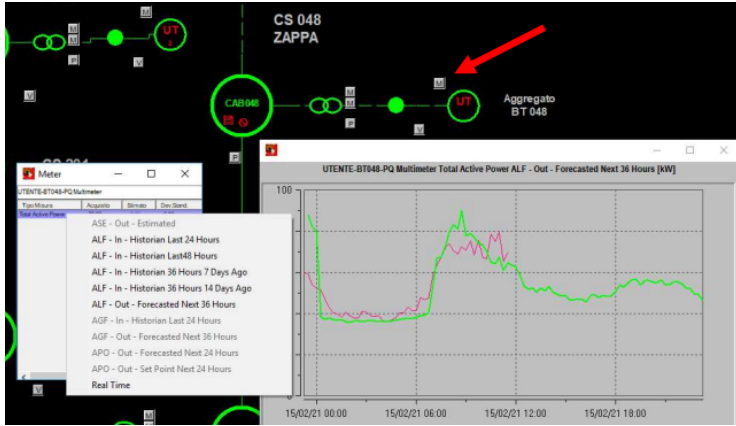 M
CS 048
ZAPPA
UT
M
M
P
V
V
M
CAB048
M
M
UT
P
V
Aggregato
BT 048
P
Meter
UTENTE-BT048-PQ Multimeter
Tipo Misura Acquisito Stimato Dev.Stand.
Total Active Power
ASE - Out - Estimated
ALF - In - Historian Last 24 Hours
ALF - In - Historian Last48 Hours
ALF - In - Historian 36 Hours 7 Days Ago
ALF - In - Historian 36 Hours 14 Days Ago
ALF - Out - Forecasted Next 36 Hours
AGF - In - Historian Last 24 Hours
AGF - Out - Forecasted Next 36 Hours
APO - Out - Forecasted Next 24 Hours
APO - Out - Set Point Next 24 Hours
Real Time
V
M
UTENTE-BT048-PQ Multimeter Total Active Power ALF - Out - Forecasted Next 36 Hours [kW]
100
0
15/02/21 00:00 15/02/21 06:00 15/02/21 12:00 15/02/21 18:00